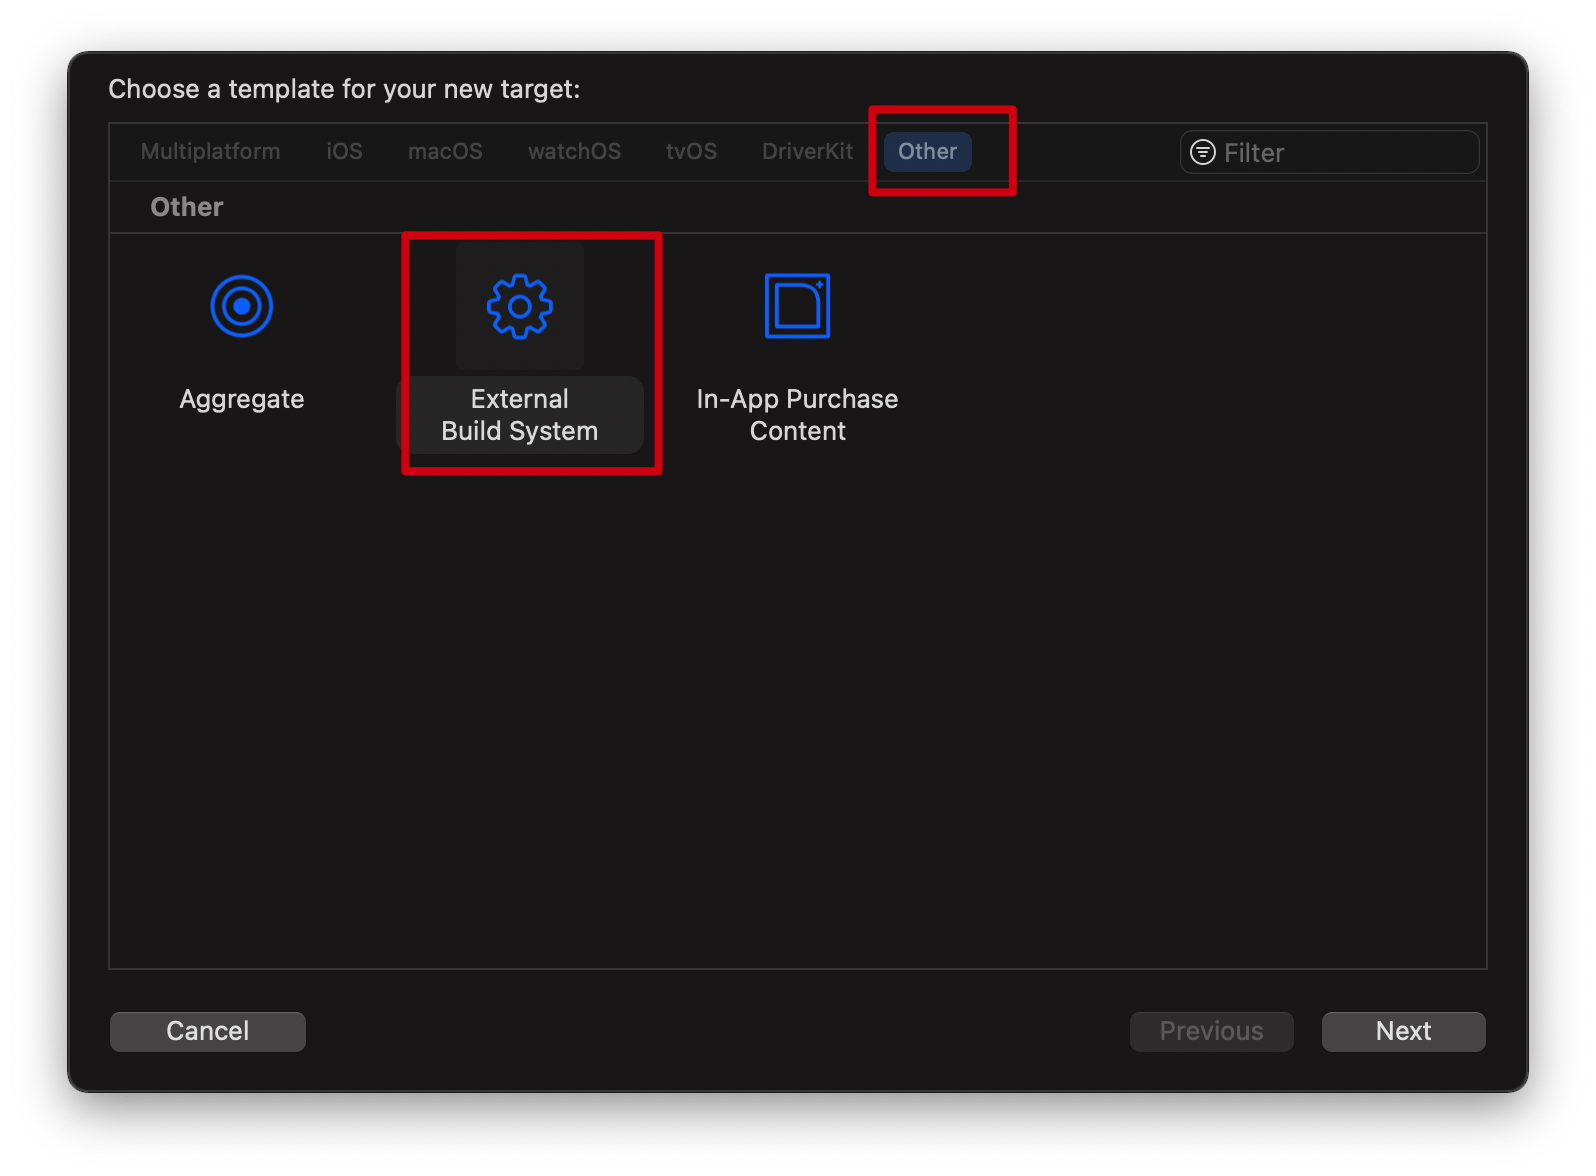 Choose a template for your new target:
Multiplatform iOS macOS watchOS tvOS DriverKit Other Filter
Other
Aggregate
External
Build System
In-App Purchase
Content
Cancel Previous Next